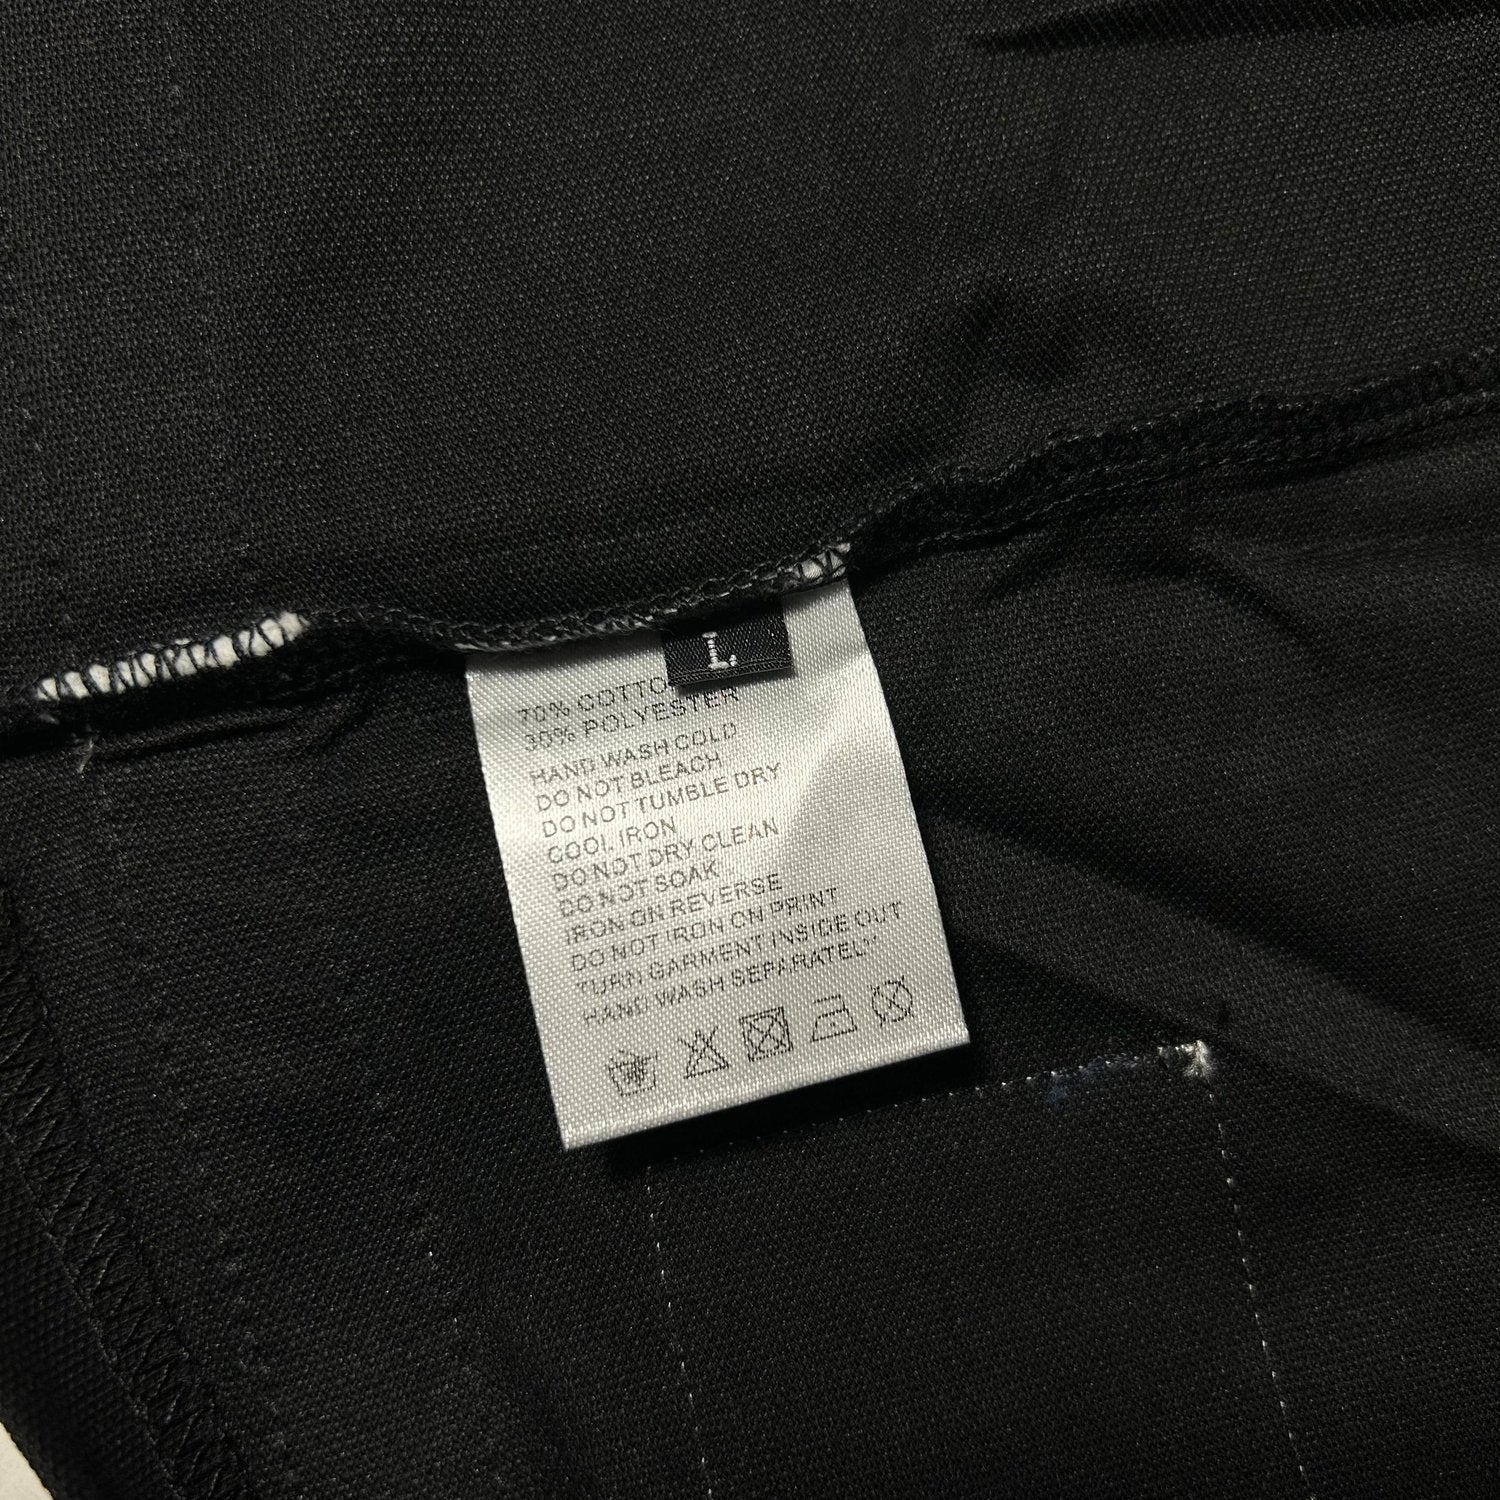 L
70% COTTO
30% POLYESTER
HAND WASH COLD
DO NOT BLEACH
DO NOT TUMBLE DRY
COOL IRON
DO NOT DRY CLEAN
DO NOT SOAK
IRON ON REVERSE
DO NOT IRON ON PRINT
TURN GARMENT INSIDE OUT
HAND WASH SEPARATELY